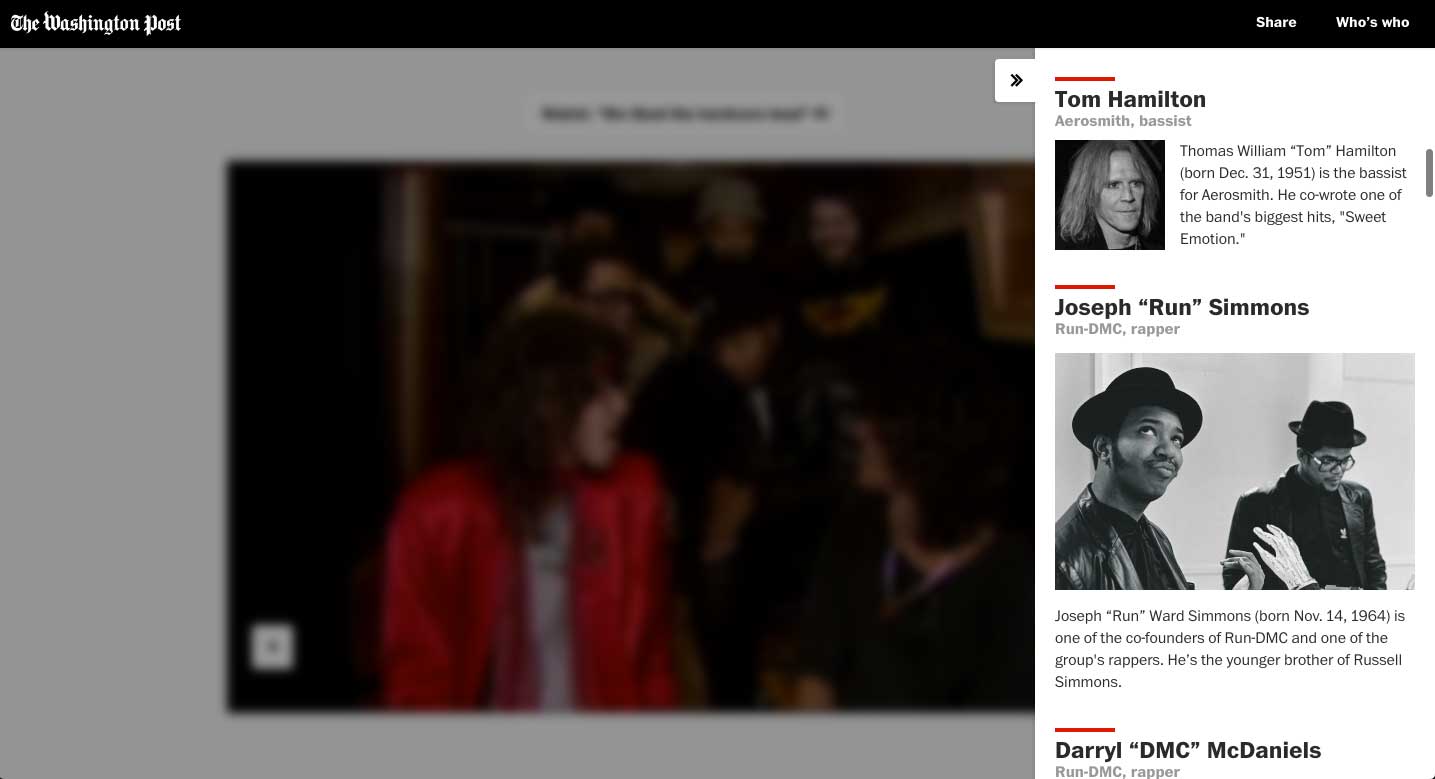 The Washington Post
Share
Who's who
Tom Hamilton
Aerosmith, bassist
Thomas William “Tom” Hamilton
(born Dec. 31, 1951) is the bassist
for Aerosmith. He co-wrote one of
the band's biggest hits, "Sweet
Emotion."
Joseph “Run” Simmons
Run-DMC, rapper
Joseph “Run” Ward Simmons (born Nov. 14, 1964) is
one of the co-founders of Run-DMC and one of the
group's rappers. He’s the younger brother of Russell
Simmons.
Darryl “DMC” McDaniels
Run-DMC, rapper